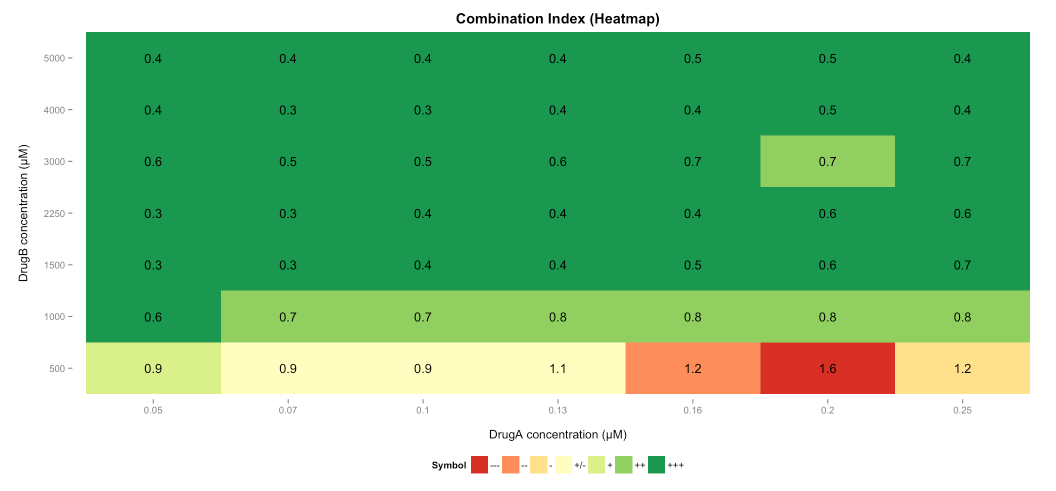 Combination Index (Heatmap)
DrugB concentration (µM)
5000 0.4 0.4 0.4 0.4 0.5 0.5 0.4
4000 0.4 0.3 0.3 0.4 0.4 0.5 0.4
3000 0.6 0.5 0.5 0.6 0.7 0.7 0.7
2250 0.3 0.3 0.4 0.4 0.4 0.6 0.6
1500 0.3 0.3 0.4 0.4 0.5 0.6 0.7
1000 0.6 0.7 0.7 0.8 0.8 0.8 0.8
500 0.9 0.9 0.9 1.1 1.2 1.6 1.2
0.05 0.07 0.1 0.13 0.16 0.2 0.25
DrugA concentration (µM)
Symbol --- -- - +/- + ++ +++